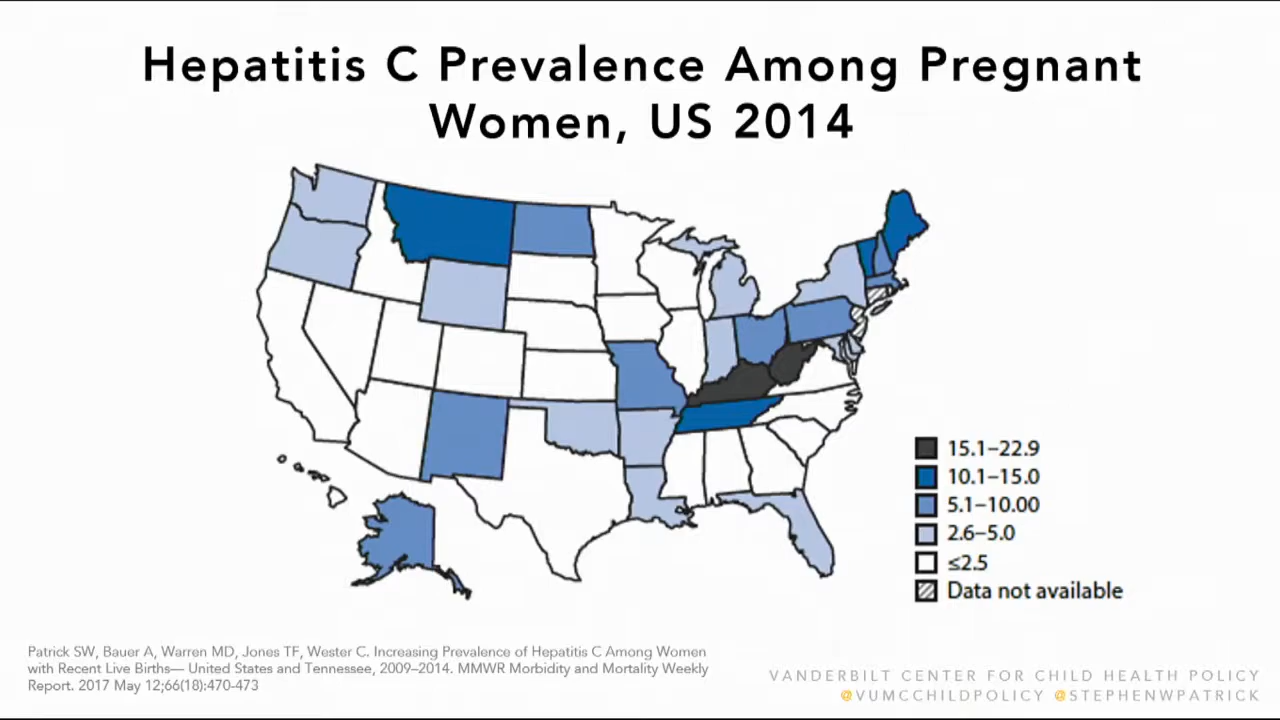 Hepatitis C Prevalence Among Pregnant
Women, US 2014
15.1–22.9
10.1–15.0
5.1–10.00
2.6–5.0
≤2.5
Data not available
Patrick SW, Bauer A, Warren MD, Jones TF, Wester C. Increasing Prevalence of Hepatitis C Among Women
with Recent Live Births— United States and Tennessee, 2009–2014. MMWR Morbidity and Mortality Weekly
Report. 2017 May 12;66(18):470-473
VANDERBILT CENTER FOR CHILD HEALTH POLICY
@VUMCCHILDPOLICY @STEPHENWPATRICK